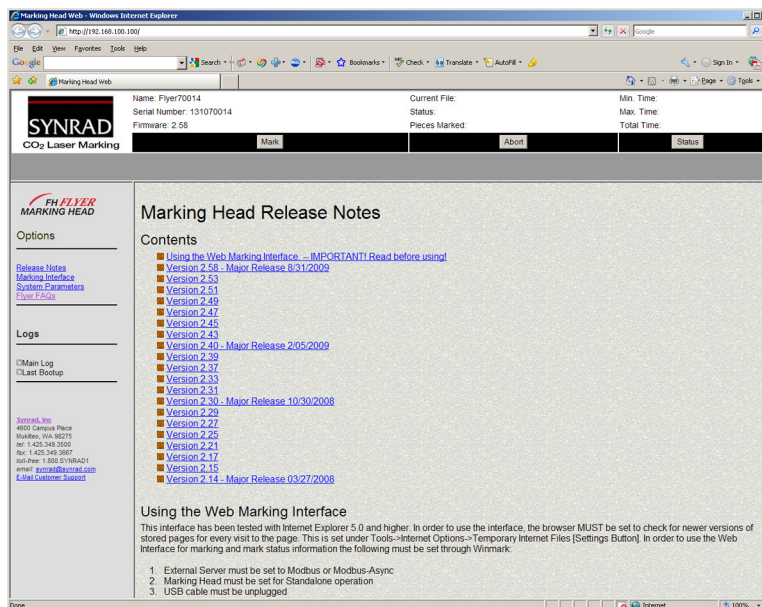 Marking Head Web - Windows Internet Explorer
http://192.168.100.100/
Google
File Edit View Favorites Tools Help
Google Search Bookmarks Check Translate AutoFill Sign In
Marking Head Web Page Tools
Name: Flyer70014 Current File: Min. Time:
Serial Number: 131070014 Status: Max. Time:
Firmware: 2.58 Pieces Marked: Total Time:
SYNRAD
CO2 Laser Marking
Mark Abort Status
FH FLYER
MARKING HEAD
Options
Release Notes
Marking Interface
System Parameters
Flyer FAQs
Logs
Main Log
Last Bootup
Synrad, Inc
4600 Campus Place
Mukilteo, WA 98275
tel: 1.425.349.3500
fax: 1.425.349.3667
toll-free: 1.800.SYNRAD1
email: synrad@synrad.com
E-Mail Customer Support
Marking Head Release Notes
Contents
Using the Web Marking Interface. -- IMPORTANT! Read before using!
Version 2.58 - Major Release 8/31/2009
Version 2.53
Version 2.51
Version 2.49
Version 2.47
Version 2.45
Version 2.43
Version 2.40 - Major Release 2/05/2009
Version 2.39
Version 2.37
Version 2.33
Version 2.31
Version 2.30 - Major Release 10/30/2008
Version 2.29
Version 2.27
Version 2.25
Version 2.21
Version 2.17
Version 2.15
Version 2.14 - Major Release 03/27/2008
Using the Web Marking Interface
This interface has been tested with Internet Explorer 5.0 and higher. In order to use the interface, the browser MUST be set to check for newer versions of
stored pages for every visit to the page. This is set under Tools->Internet Options->Temporary Internet Files [Settings Button]. In order to use the Web
Interface for marking and mark status information the following must be set through Winmark:
1. External Server must be set to Modbus or Modbus-Async
2. Marking Head must be set for Standalone operation
3. USB cable must be unplugged
Done Internet 100%